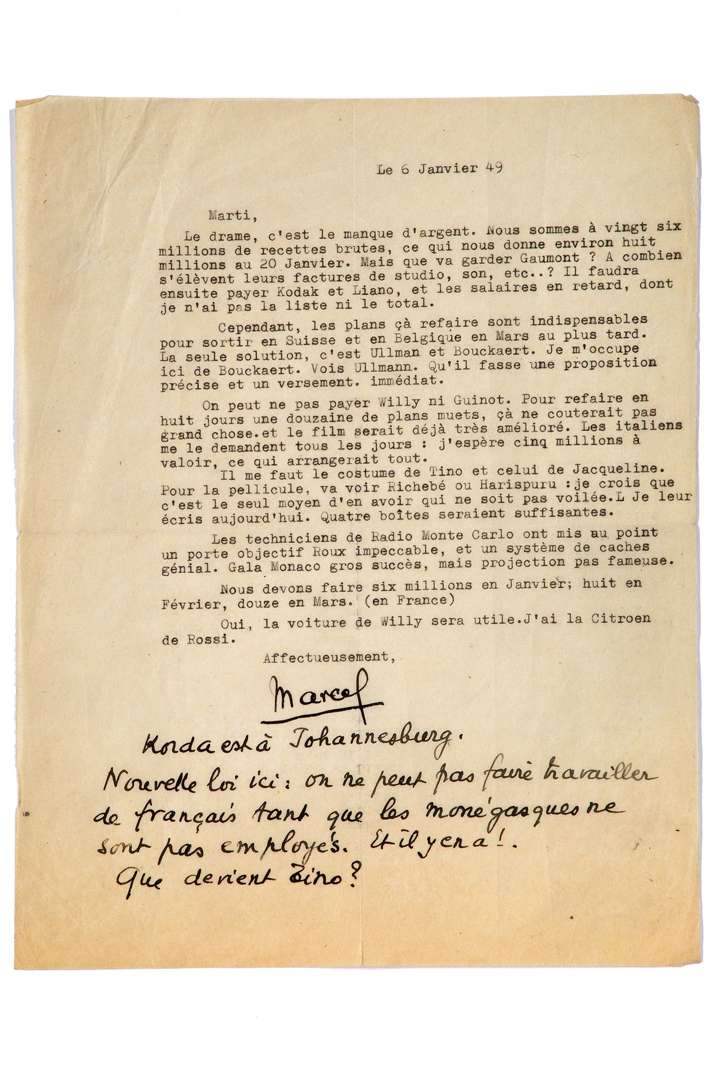 Le 6 Janvier 49
Marti,
Le drame, c'est le manque d'argent. Nous sommes à vingt six
millions de recettes brutes, ce qui nous donne environ huit
millions au 20 Janvier. Mais que va garder Gaumont ? A combien
s'élèvent leurs factures de studio, son, etc..? Il faudra
ensuite payer Kodak et Liano, et les salaires en retard, dont
je n'ai pas la liste ni le total.
Cependant, les plans çà refaire sont indispensables
pour sortir en Suisse et en Belgique en Mars au plus tard.
La seule solution, c'est Ullman et Bouckaert. Je m'occupe
ici de Bouckaert. Vois Ullmann. Qu'il fasse une proposition
précise et un versement. immédiat.
On peut ne pas payer Willy ni Guinot. Pour refaire en
huit jours une douzaine de plans muets, çà ne couterait pas
grand chose.et le film serait déjà très amélioré. Les italiens
me le demandent tous les jours : j'espère cinq millions à
valoir, ce qui arrangerait tout.
Il me faut le costume de Tino et celui de Jacqueline.
Pour la pellicule, va voir Richebé ou Harispuru :je crois que
c'est le seul moyen d'en avoir qui ne soit pas voilée.L Je leur
écris aujourd'hui. Quatre boîtes seraient suffisantes.
Les techniciens de Radio Monte Carlo ont mis au point
un porte objectif Roux impeccable, et un système de caches
génial. Gala Monaco gros succès, mais projection pas fameuse.
Nous devons faire six millions en Janvier; huit en
Février, douze en Mars. (en France)
Oui, la voiture de Willy sera utile.J'ai la Citroen
de Rossi.
Affectueusement,
Marcel
Korda est à Johannesburg.
Nouvelle loi ici : on ne peut pas faire travailler
de français tant que les monégasques ne
sont pas employés. Et il y en a !.
Que devient Tino ?